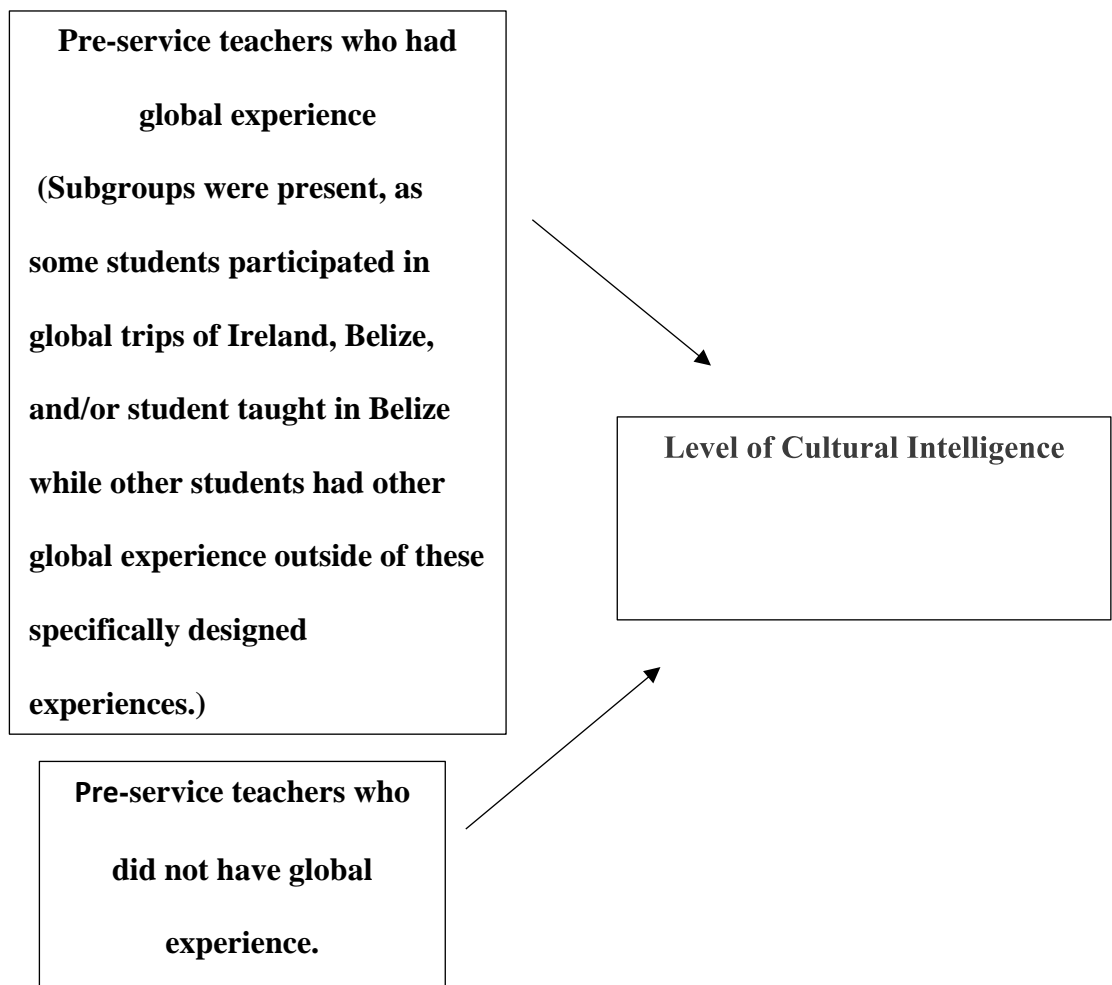 Pre-service teachers who had
global experience
(Subgroups were present, as
some students participated in
global trips of Ireland, Belize,
and/or student taught in Belize
while other students had other
global experience outside of these
specifically designed
experiences.)
Level of Cultural Intelligence
Pre-service teachers who
did not have global
experience.